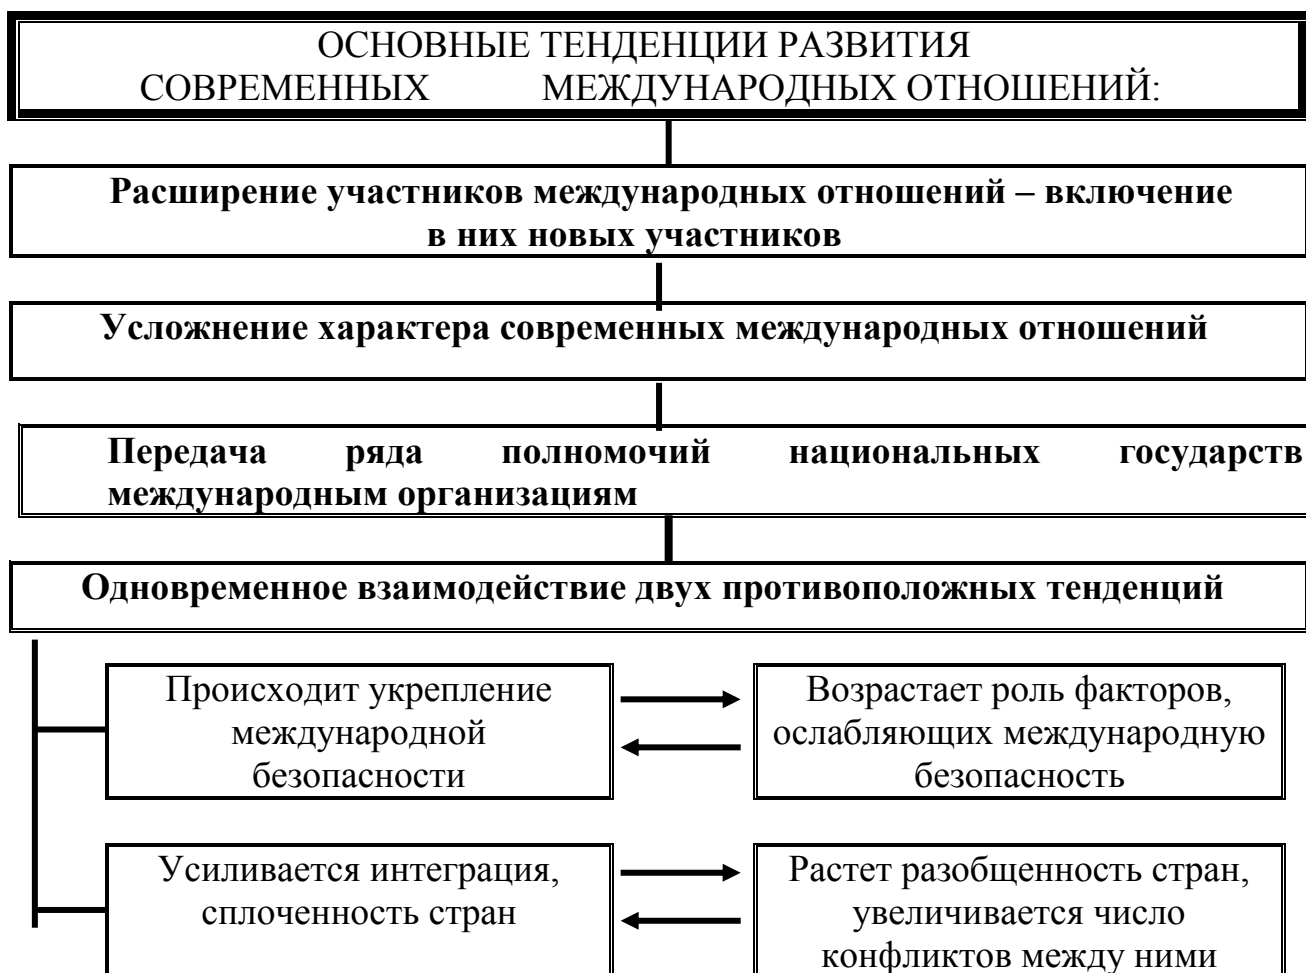 ОСНОВНЫЕ ТЕНДЕНЦИИ РАЗВИТИЯ
СОВРЕМЕННЫХ МЕЖДУНАРОДНЫХ ОТНОШЕНИЙ:
Расширение участников международных отношений – включение
в них новых участников
Усложнение характера современных международных отношений
Передача ряда полномочий национальных государств
международным организациям
Одновременное взаимодействие двух противоположных тенденций
Происходит укрепление
международной
безопасности
Возрастает роль факторов,
ослабляющих международную
безопасность
Усиливается интеграция,
сплоченность стран
Растет разобщенность стран,
увеличивается число
конфликтов между ними